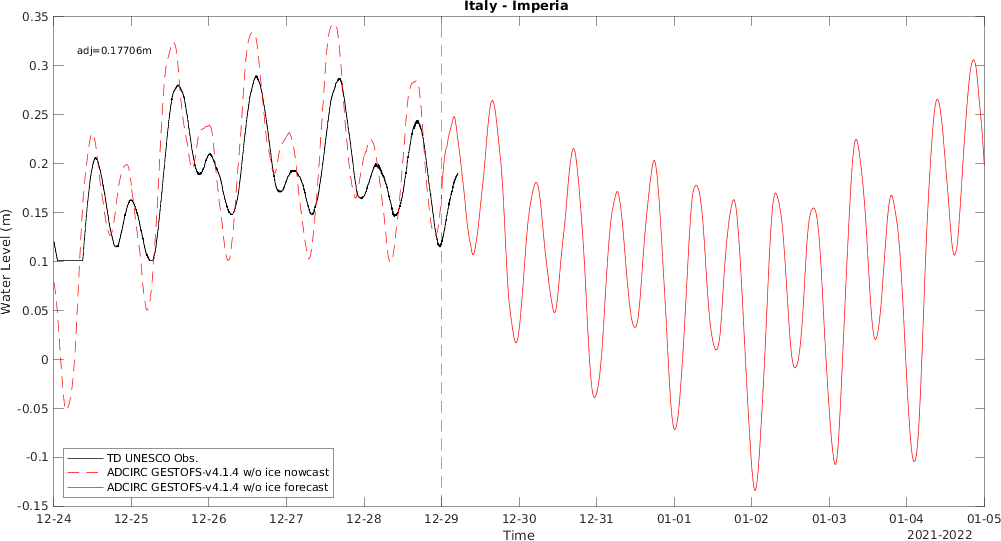 Italy - Imperia
adj=0.17706m
0.35
0.3
0.25
0.2
0.15
0.1
0.05
0
-0.05
-0.1
-0.15
Water Level (m)
TD UNESCO Obs.
ADCIRC GESTOFS-v4.1.4 w/o ice nowcast
ADCIRC GESTOFS-v4.1.4 w/o ice forecast
12-24 12-25 12-26 12-27 12-28 12-29 12-30 12-31 01-01 01-02 01-03 01-04 01-05
Time
2021-2022